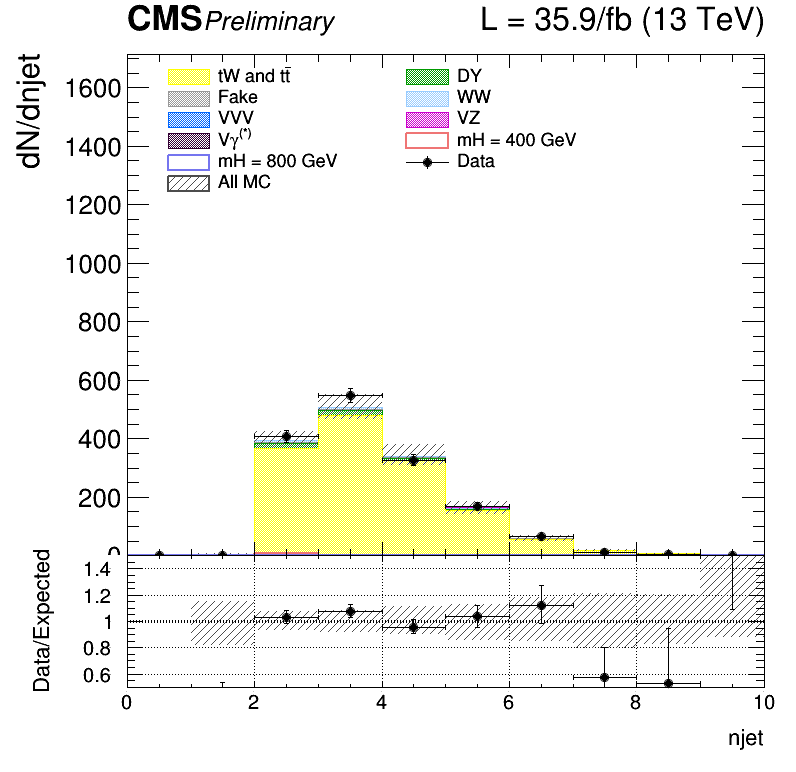 CMS Preliminary L = 35.9/fb (13 TeV)
dN/dnjet
1600
1400
1200
1000
800
600
400
200
0
tW and tt̄
Fake
VVV
Vγ(*)
mH = 800 GeV
All MC
DY
WW
VZ
mH = 400 GeV
Data
Data/Expected
1.4
1.2
1
0.8
0.6
0 2 4 6 8 10
njet